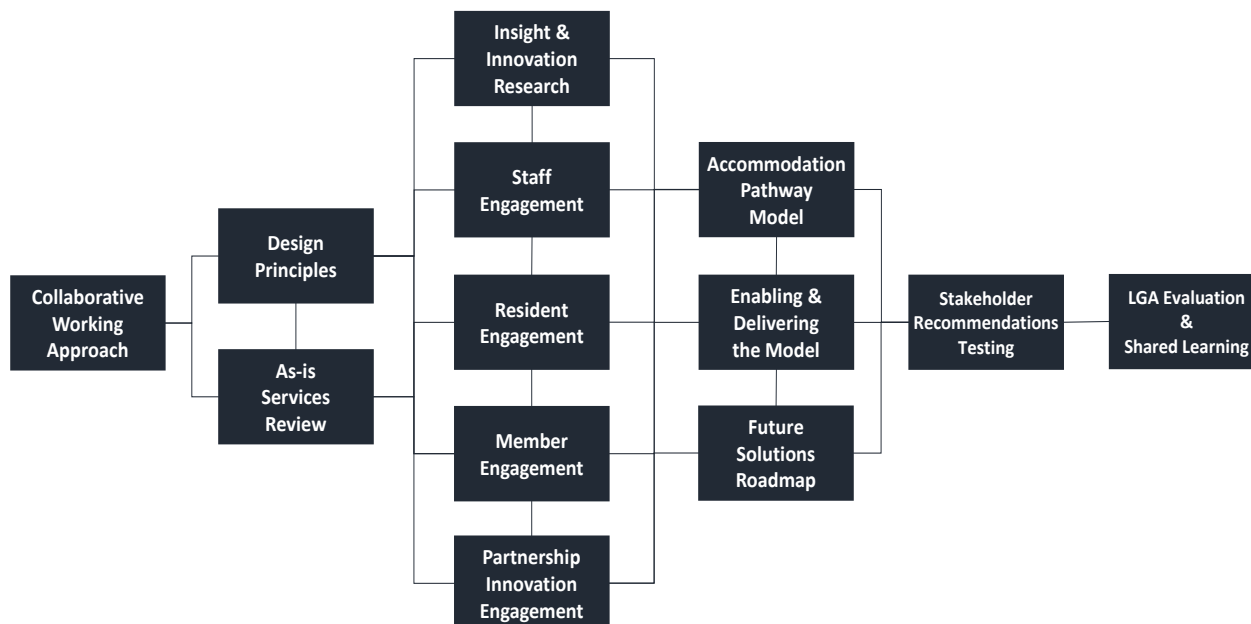 Collaborative
Working
Approach
Design
Principles
As-is
Services
Review
Insight &
Innovation
Research
Staff
Engagement
Resident
Engagement
Member
Engagement
Partnership
Innovation
Engagement
Accommodation
Pathway
Model
Enabling &
Delivering
the Model
Future
Solutions
Roadmap
Stakeholder
Recommendations
Testing
LGA Evaluation
&
Shared Learning